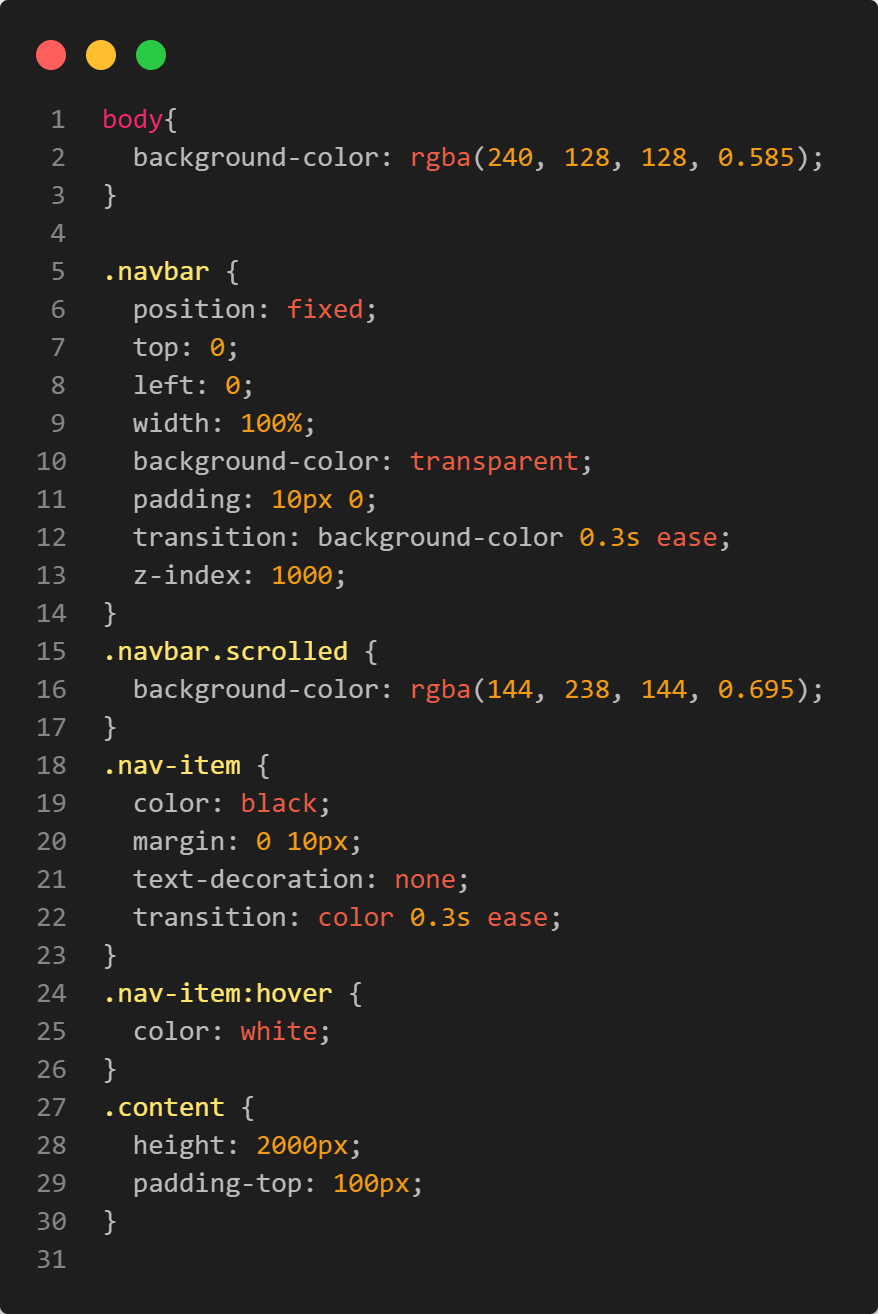 1 body{
2   background-color: rgba(240, 128, 128, 0.585);
3 }
4
5 .navbar {
6   position: fixed;
7   top: 0;
8   left: 0;
9   width: 100%;
10   background-color: transparent;
11   padding: 10px 0;
12   transition: background-color 0.3s ease;
13   z-index: 1000;
14 }
15 .navbar.scrolled {
16   background-color: rgba(144, 238, 144, 0.695);
17 }
18 .nav-item {
19   color: black;
20   margin: 0 10px;
21   text-decoration: none;
22   transition: color 0.3s ease;
23 }
24 .nav-item:hover {
25   color: white;
26 }
27 .content {
28   height: 2000px;
29   padding-top: 100px;
30 }
31